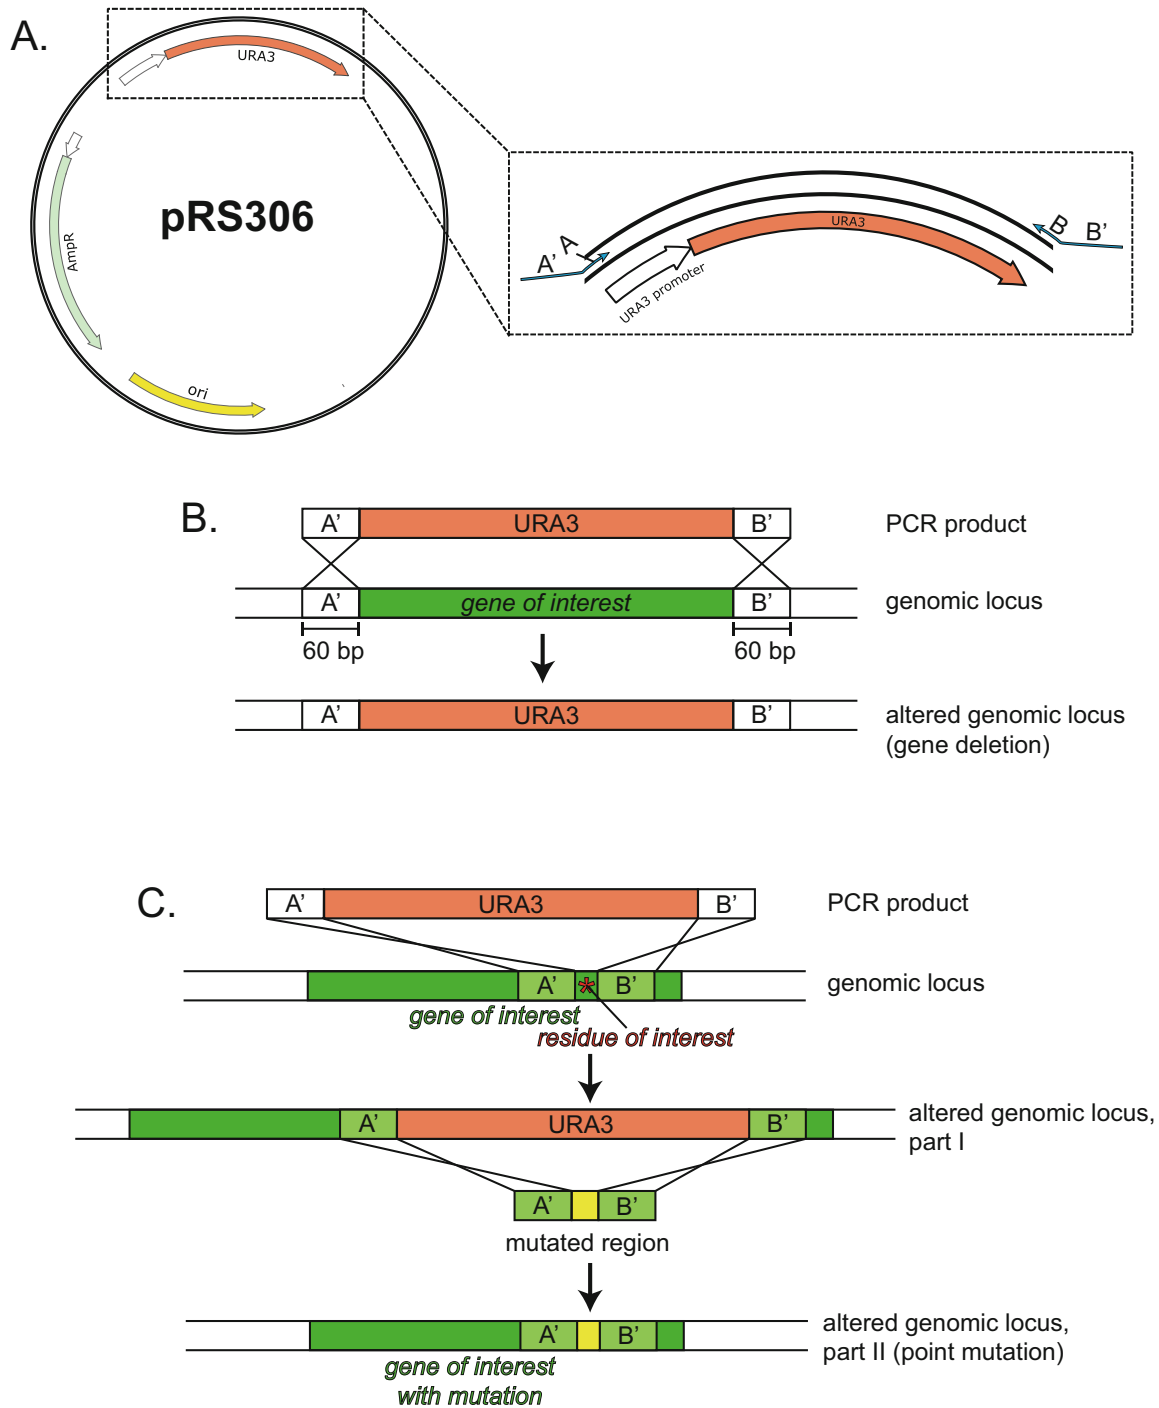 A.
URA3
AmpR
pRS306
ori
A'
A
URA3 promoter
URA3
B
B'
B.
A'
URA3
B'
PCR product
A'
gene of interest
B'
genomic locus
60 bp
60 bp
A'
URA3
B'
altered genomic locus
(gene deletion)
C.
A'
URA3
B'
PCR product
A'
*
B'
genomic locus
gene of interest
residue of interest
A'
URA3
B'
altered genomic locus,
part I
A'
B'
mutated region
A'
B'
altered genomic locus,
part II (point mutation)
gene of interest
with mutation